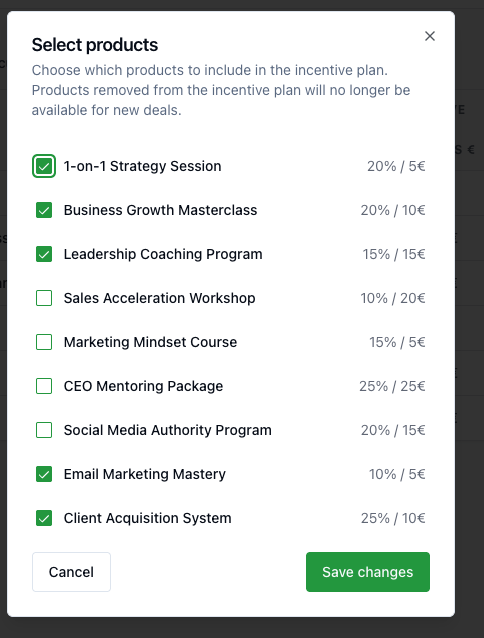 Select products
Choose which products to include in the incentive plan.
Products removed from the incentive plan will no longer be
available for new deals.
1-on-1 Strategy Session 20% / 5€
Business Growth Masterclass 20% / 10€
Leadership Coaching Program 15% / 15€
Sales Acceleration Workshop 10% / 20€
Marketing Mindset Course 15% / 5€
CEO Mentoring Package 25% / 25€
Social Media Authority Program 20% / 15€
Email Marketing Mastery 10% / 5€
Client Acquisition System 25% / 10€
Cancel Save changes